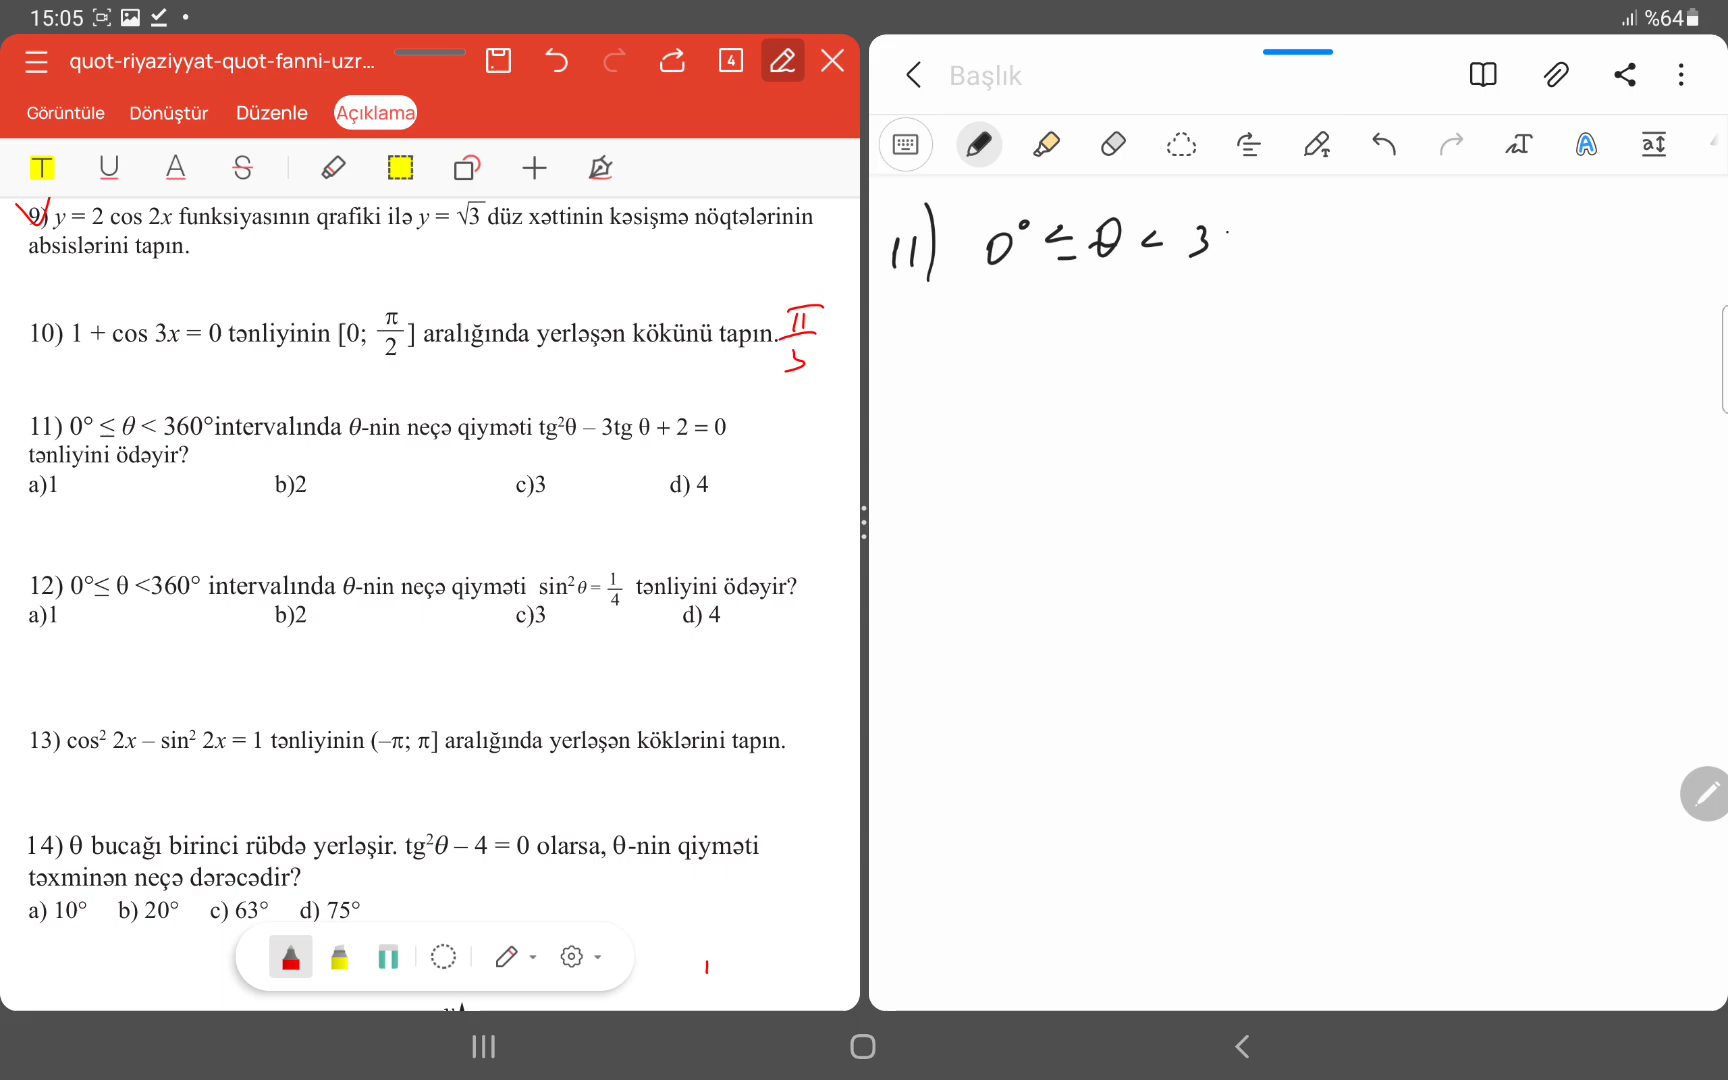 15:05
%64
quot-riyaziyyat-quot-fanni-uzr...
4
Görüntüle Dönüştür Düzenle Açıklama
T U A S
9) y = 2 cos 2x funksiyasının qrafiki ilə y = √3 düz xəttinin kəsişmə nöqtələrinin
absislərini tapın.
10) 1 + cos 3x = 0 tənliyinin [0; π/2] aralığında yerləşən kökünü tapın. π/3
11) 0° ≤ θ < 360°intervalında θ-nin neçə qiyməti tg²θ – 3tg θ + 2 = 0
tənliyini ödəyir?
a)1 b)2 c)3 d) 4
12) 0°≤ θ <360° intervalında θ-nin neçə qiyməti sin²θ = 1/4 tənliyini ödəyir?
a)1 b)2 c)3 d) 4
13) cos² 2x – sin² 2x = 1 tənliyinin (–π; π] aralığında yerləşən köklərini tapın.
14) θ bucağı birinci rübdə yerləşir. tg²θ – 4 = 0 olarsa, θ-nin qiyməti
təxminən neçə dərəcədir?
a) 10° b) 20° c) 63° d) 75°
Başlık
11) 0° ≤ θ < 3